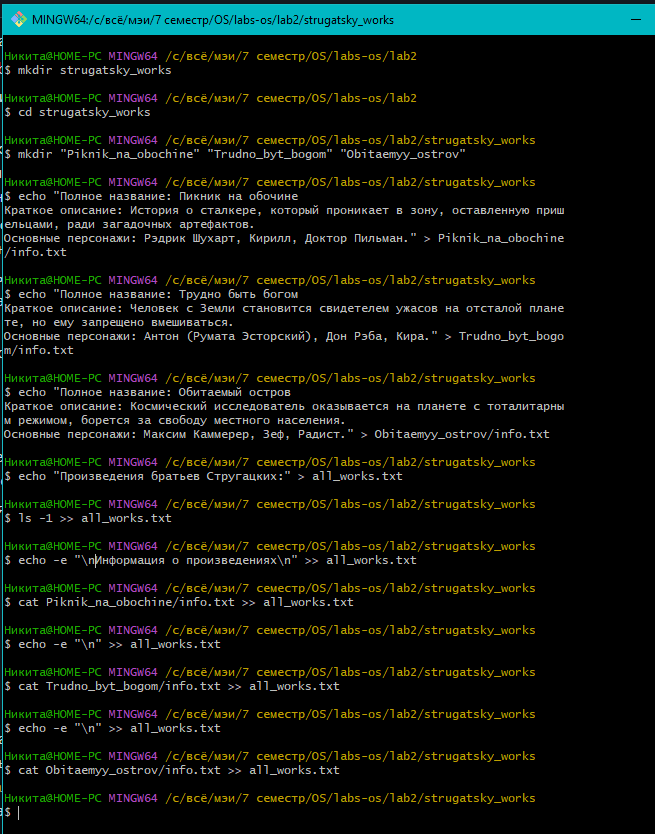 MINGW64:/c/всё/мэи/7 семестр/OS/labs-os/lab2/strugatsky_works
Никита@HOME-PC MINGW64 /c/всё/мэи/7 семестр/OS/labs-os/lab2
$ mkdir strugatsky_works
Никита@HOME-PC MINGW64 /c/всё/мэи/7 семестр/OS/labs-os/lab2
$ cd strugatsky_works
Никита@HOME-PC MINGW64 /c/всё/мэи/7 семестр/OS/labs-os/lab2/strugatsky_works
$ mkdir "Piknik_na_obochine" "Trudno_byt_bogom" "Obitaemyy_ostrov"
Никита@HOME-PC MINGW64 /c/всё/мэи/7 семестр/OS/labs-os/lab2/strugatsky_works
$ echo "Полное название: Пикник на обочине
Краткое описание: История о сталкере, который проникает в зону, оставленную приш
ельцами, ради загадочных артефактов.
Основные персонажи: Рэдрик Шухарт, Кирилл, Доктор Пильман." > Piknik_na_obochine
/info.txt
Никита@HOME-PC MINGW64 /c/всё/мэи/7 семестр/OS/labs-os/lab2/strugatsky_works
$ echo "Полное название: Трудно быть богом
Краткое описание: Человек с Земли становится свидетелем ужасов на отсталой плане
те, но ему запрещено вмешиваться.
Основные персонажи: Антон (Румата Эсторский), Дон Рэба, Кира." > Trudno_byt_bogo
m/info.txt
Никита@HOME-PC MINGW64 /c/всё/мэи/7 семестр/OS/labs-os/lab2/strugatsky_works
$ echo "Полное название: Обитаемый остров
Краткое описание: Космический исследователь оказывается на планете с тоталитарны
м режимом, борется за свободу местного населения.
Основные персонажи: Максим Каммерер, Зеф, Радист." > Obitaemyy_ostrov/info.txt
Никита@HOME-PC MINGW64 /c/всё/мэи/7 семестр/OS/labs-os/lab2/strugatsky_works
$ echo "Произведения братьев Стругацких:" > all_works.txt
Никита@HOME-PC MINGW64 /c/всё/мэи/7 семестр/OS/labs-os/lab2/strugatsky_works
$ ls -1 >> all_works.txt
Никита@HOME-PC MINGW64 /c/всё/мэи/7 семестр/OS/labs-os/lab2/strugatsky_works
$ echo -e "\nИнформация о произведениях\n" >> all_works.txt
Никита@HOME-PC MINGW64 /c/всё/мэи/7 семестр/OS/labs-os/lab2/strugatsky_works
$ cat Piknik_na_obochine/info.txt >> all_works.txt
Никита@HOME-PC MINGW64 /c/всё/мэи/7 семестр/OS/labs-os/lab2/strugatsky_works
$ echo -e "\n" >> all_works.txt
Никита@HOME-PC MINGW64 /c/всё/мэи/7 семестр/OS/labs-os/lab2/strugatsky_works
$ cat Trudno_byt_bogom/info.txt >> all_works.txt
Никита@HOME-PC MINGW64 /c/всё/мэи/7 семестр/OS/labs-os/lab2/strugatsky_works
$ echo -e "\n" >> all_works.txt
Никита@HOME-PC MINGW64 /c/всё/мэи/7 семестр/OS/labs-os/lab2/strugatsky_works
$ cat Obitaemyy_ostrov/info.txt >> all_works.txt
Никита@HOME-PC MINGW64 /c/всё/мэи/7 семестр/OS/labs-os/lab2/strugatsky_works
$